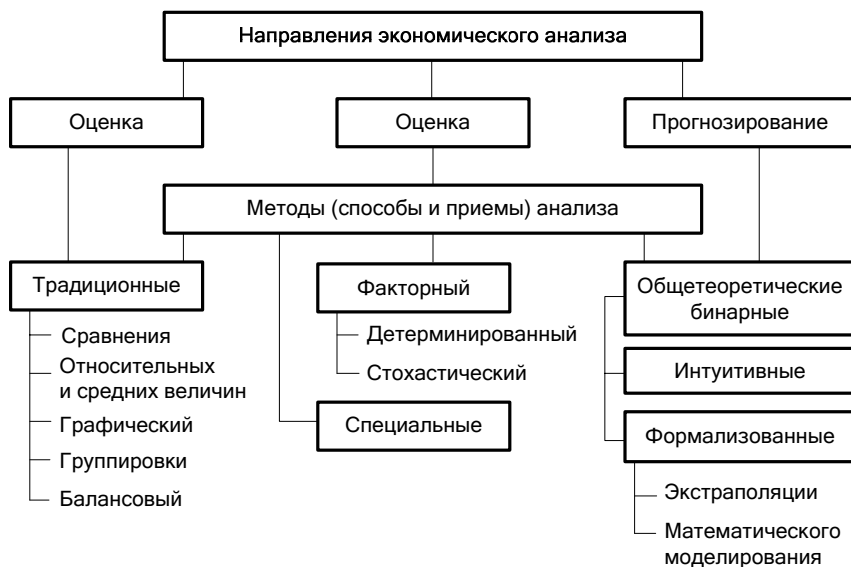 Направления экономического анализа
Оценка
Оценка
Прогнозирование
Методы (способы и приемы) анализа
Традиционные
Сравнения
Относительных
и средних величин
Графический
Группировки
Балансовый
Факторный
Детерминированный
Стохастический
Специальные
Общетеоретические
бинарные
Интуитивные
Формализованные
Экстраполяции
Математического
моделирования